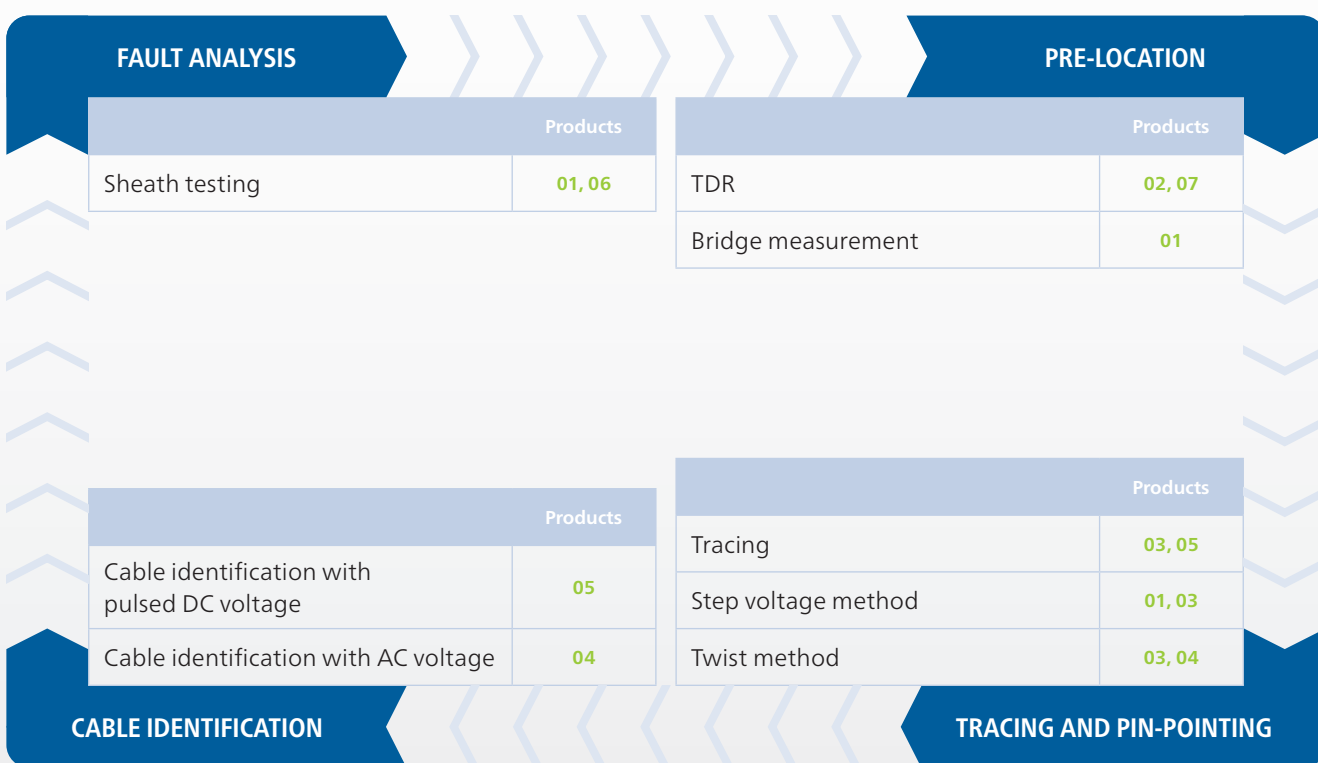 FAULT ANALYSIS
PRE-LOCATION
Products
Sheath testing 01, 06
Products
TDR 02, 07
Bridge measurement 01
Products
Cable identification with
pulsed DC voltage 05
Cable identification with AC voltage 04
Products
Tracing 03, 05
Step voltage method 01, 03
Twist method 03, 04
CABLE IDENTIFICATION
TRACING AND PIN-POINTING